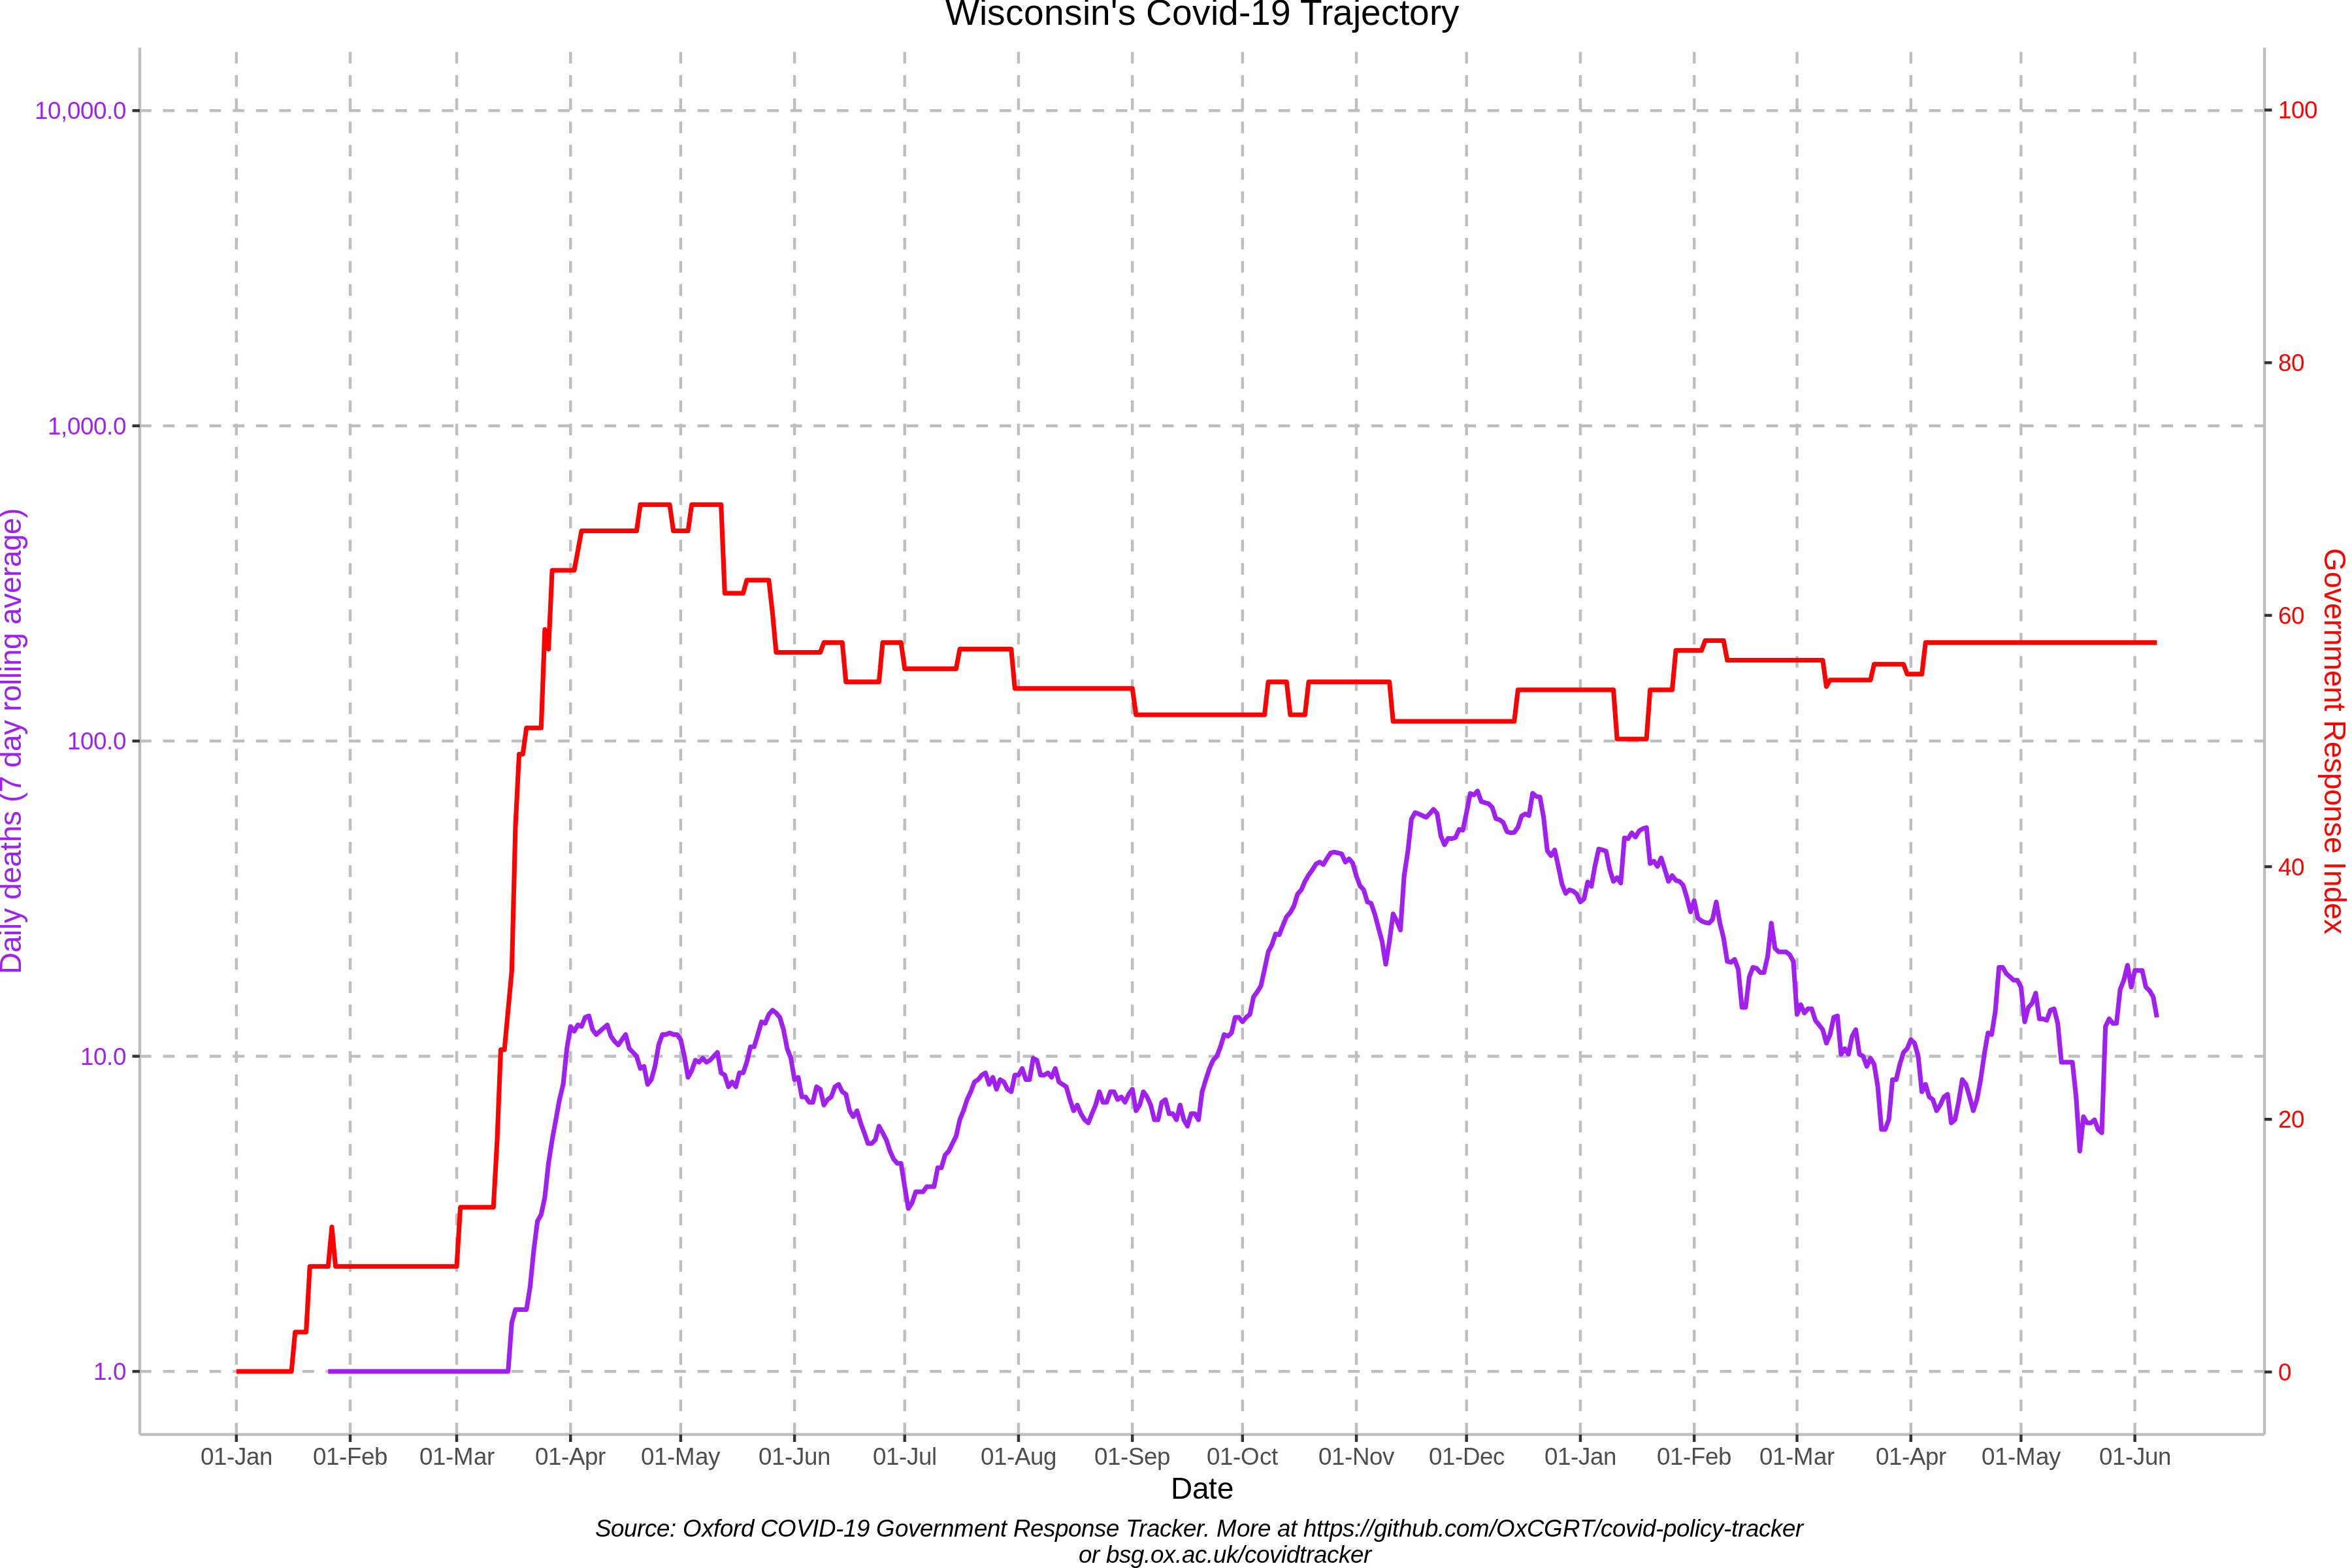 Wisconsin's Covid-19 Trajectory
10,000.0
1,000.0
100.0
10.0
1.0
Daily deaths (7 day rolling average)
100
80
60
40
20
0
Government Response Index
01-Jan 01-Feb 01-Mar 01-Apr 01-May 01-Jun 01-Jul 01-Aug 01-Sep 01-Oct 01-Nov 01-Dec 01-Jan 01-Feb 01-Mar 01-Apr 01-May 01-Jun
Date
Source: Oxford COVID-19 Government Response Tracker. More at https://github.com/OxCGRT/covid-policy-tracker
or bsg.ox.ac.uk/covidtracker